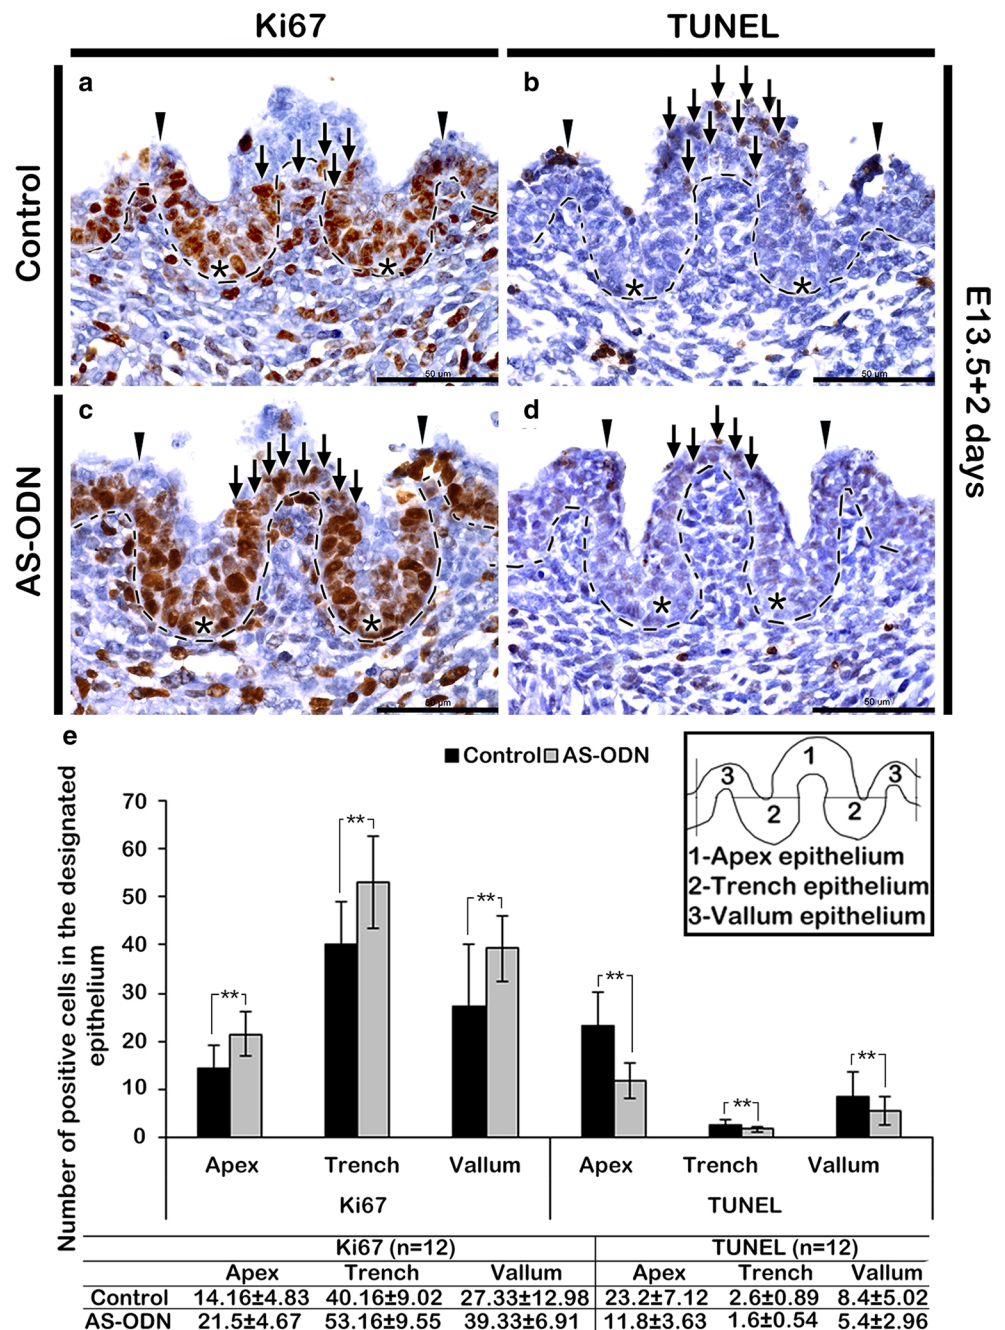 Ki67
TUNEL
Control
AS-ODN
E13.5+2 days
a
*
*
50 um
b
*
*
50 um
c
*
*
50 um
d
*
*
50 um
e
Control AS-ODN
Number of positive cells in the designated
epithelium
70
60
50
40
30
20
10
0
**
**
**
**
**
**
Apex Trench Vallum Apex Trench Vallum
Ki67 TUNEL
1
3 3
2 2
1-Apex epithelium
2-Trench epithelium
3-Vallum epithelium
Ki67 (n=12) TUNEL (n=12)
Apex Trench Vallum Apex Trench Vallum
Control 14.16±4.83 40.16±9.02 27.33±12.98 23.2±7.12 2.6±0.89 8.4±5.02
AS-ODN 21.5±4.67 53.16±9.55 39.33±6.91 11.8±3.63 1.6±0.54 5.4±2.96